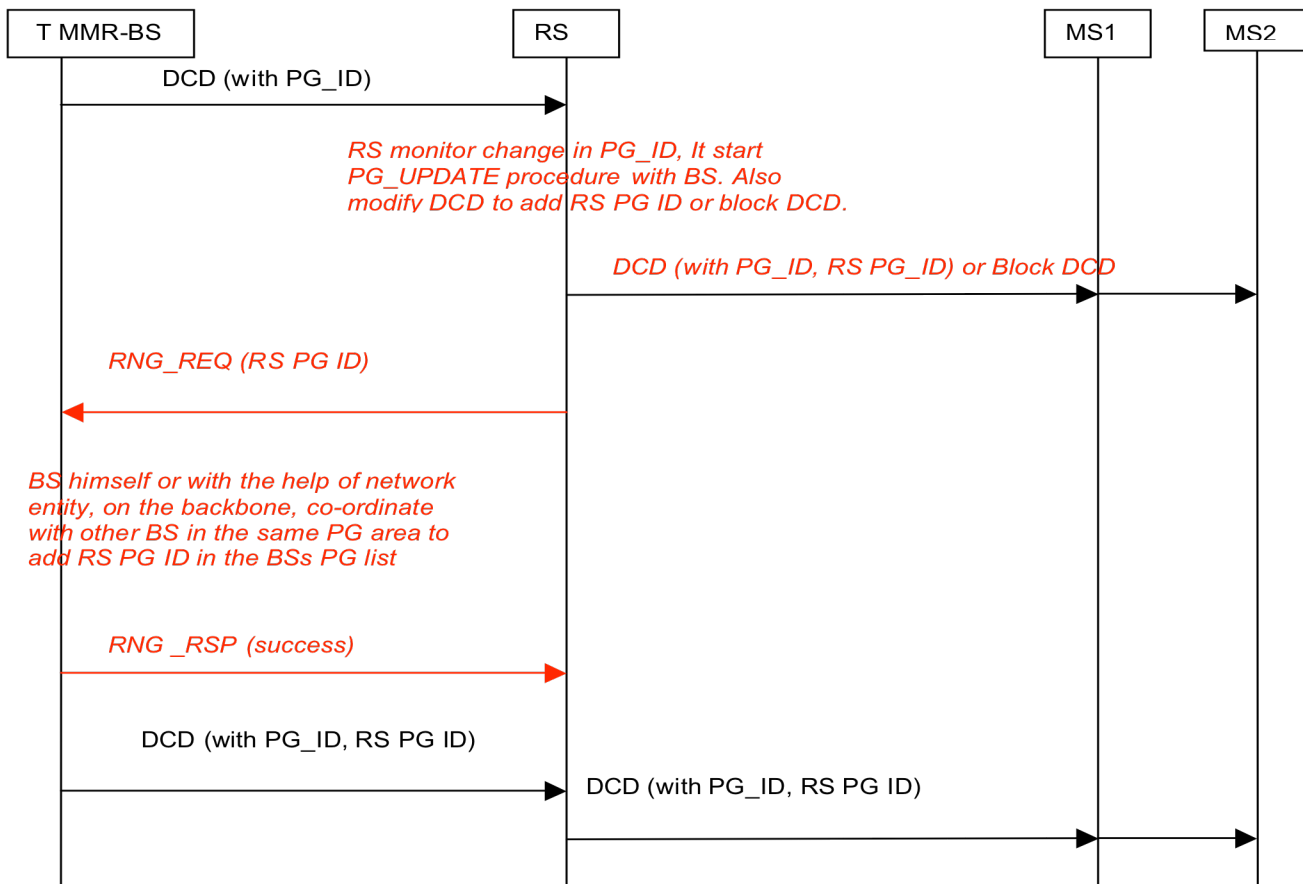 T MMR-BS
RS
MS1
MS2
DCD (with PG_ID)
RS monitor change in PG_ID, It start
PG_UPDATE procedure with BS. Also
modify DCD to add RS PG ID or block DCD.
DCD (with PG_ID, RS PG_ID) or Block DCD
RNG_REQ (RS PG ID)
BS himself or with the help of network
entity, on the backbone, co-ordinate
with other BS in the same PG area to
add RS PG ID in the BSs PG list
RNG _RSP (success)
DCD (with PG_ID, RS PG ID)
DCD (with PG_ID, RS PG ID)